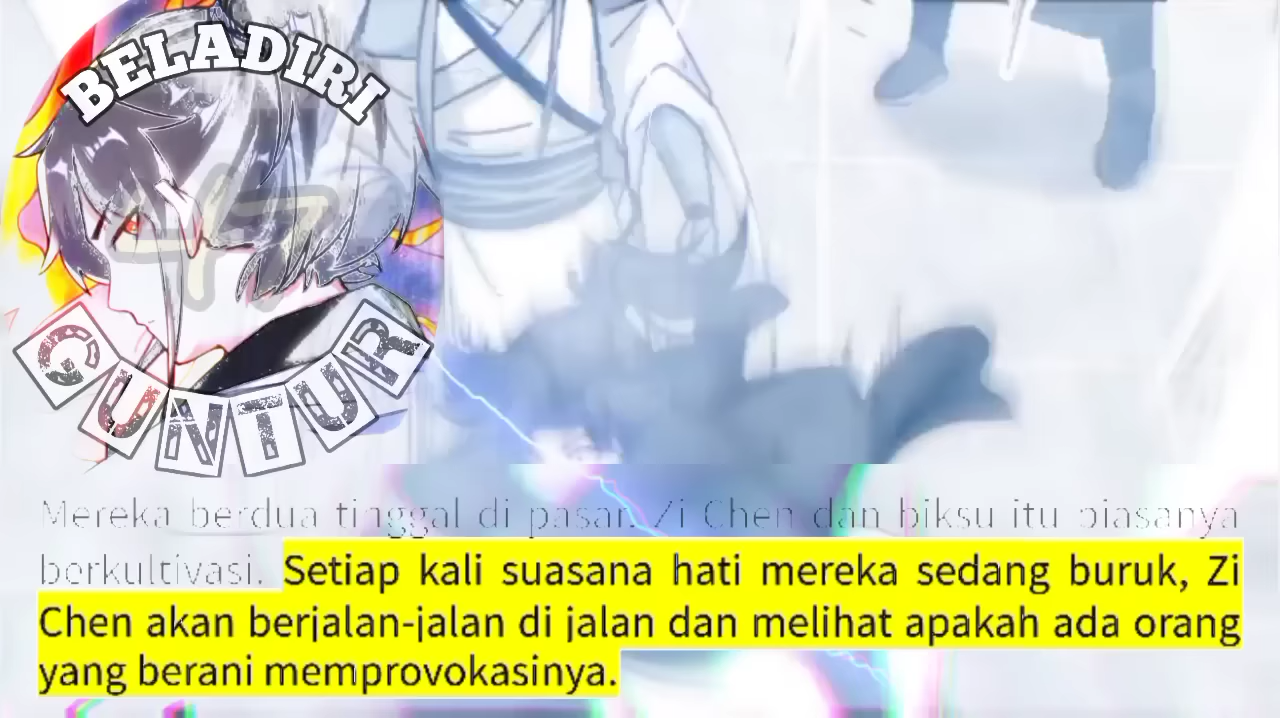 BELADIRI
GUNTUR
Mereka berdua tinggal di pasar. Zi Chen dan biksu itu biasanya
berkultivasi. Setiap kali suasana hati mereka sedang buruk, Zi
Chen akan berjalan-jalan di jalan dan melihat apakah ada orang
yang berani memprovokasinya.